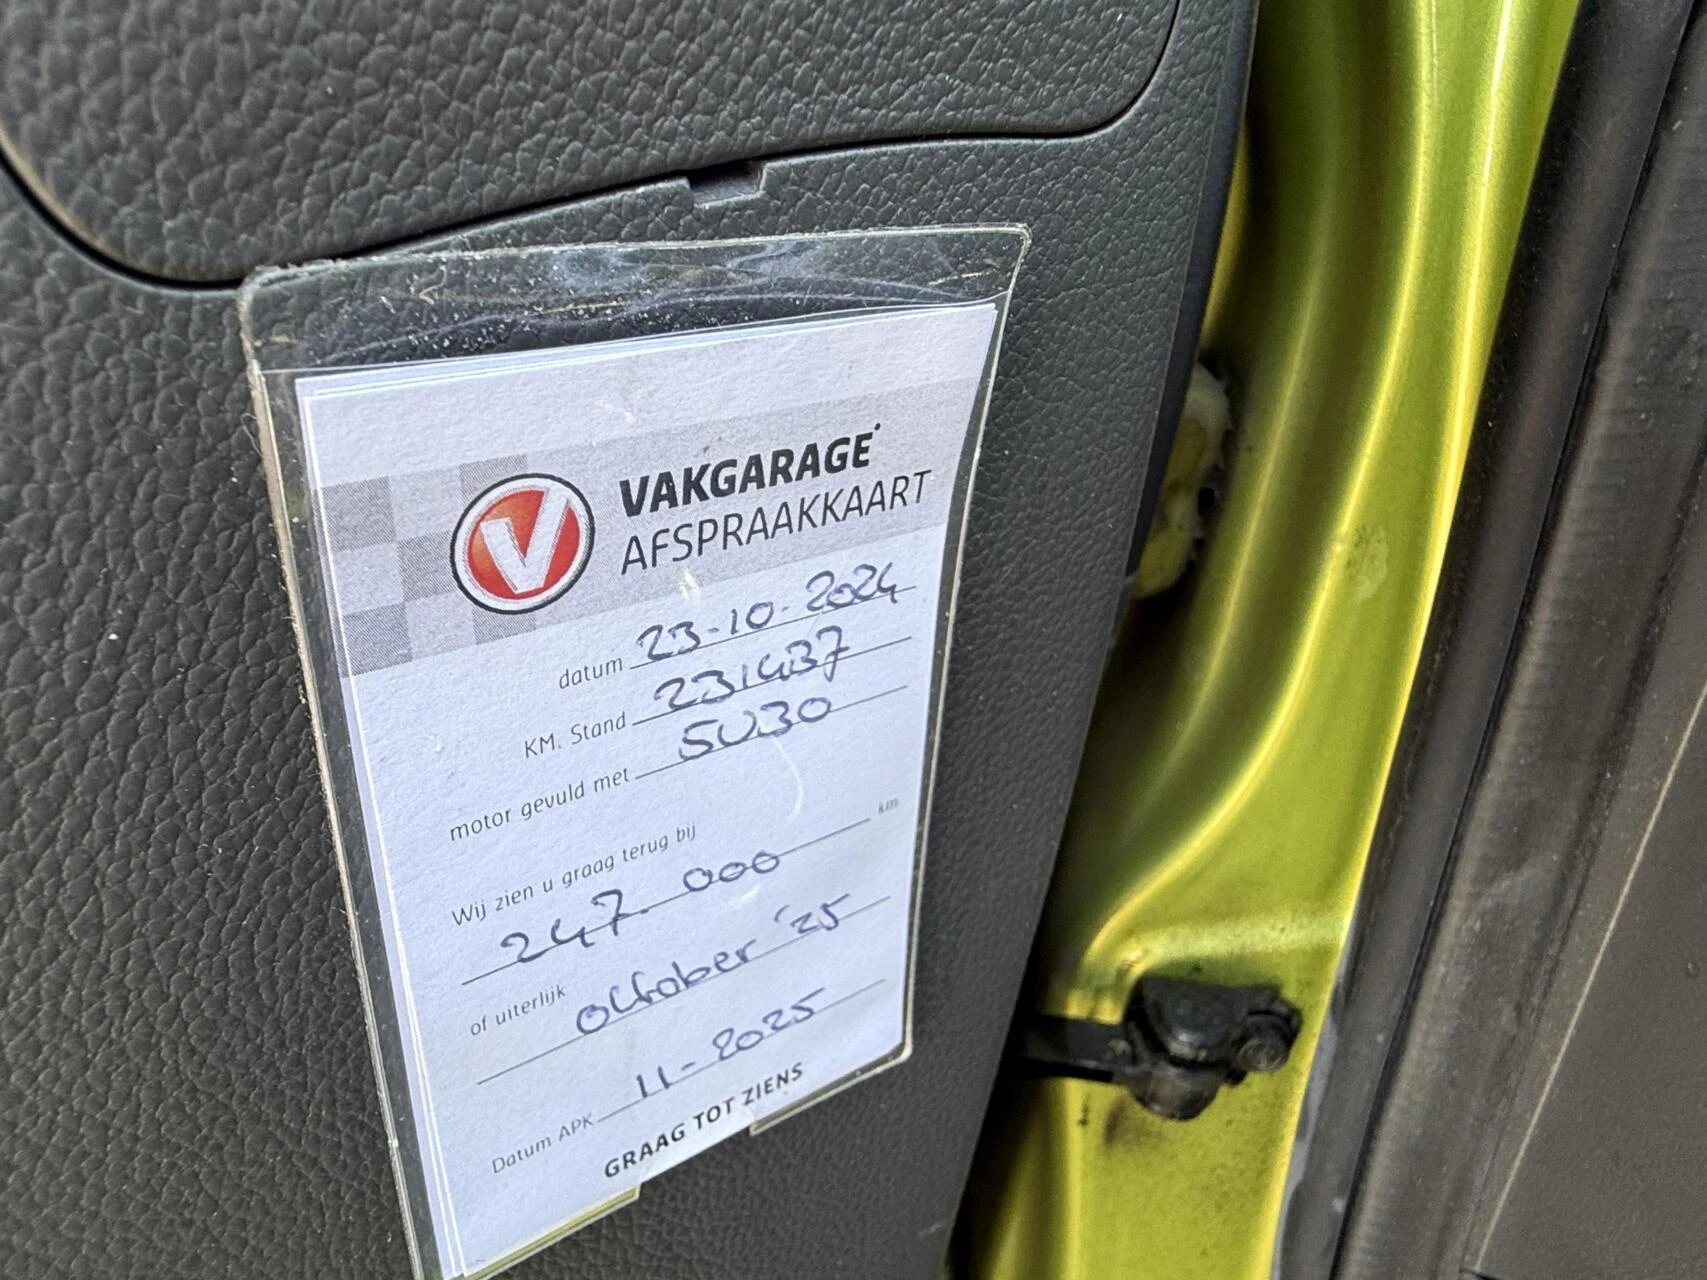 V VAKGARAGE
AFSPRAAKKAART
datum 23-10-2024
KM. Stand 231437
motor gevuld met 5W30
Wij zien u graag terug bij
247.000 km
of uiterlijk
oktober '25
Datum APK 11-2025
GRAAG TOT ZIENS